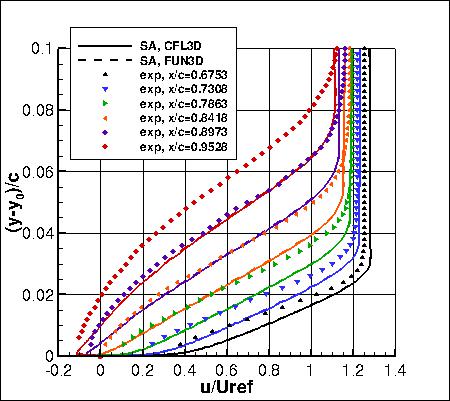 SA, CFL3D
SA, FUN3D
exp, x/c=0.6753
exp, x/c=0.7308
exp, x/c=0.7863
exp, x/c=0.8418
exp, x/c=0.8973
exp, x/c=0.9528
0.1
0.08
0.06
0.04
0.02
0
(y-y0)/c
-0.2 0 0.2 0.4 0.6 0.8 1 1.2 1.4
u/Uref